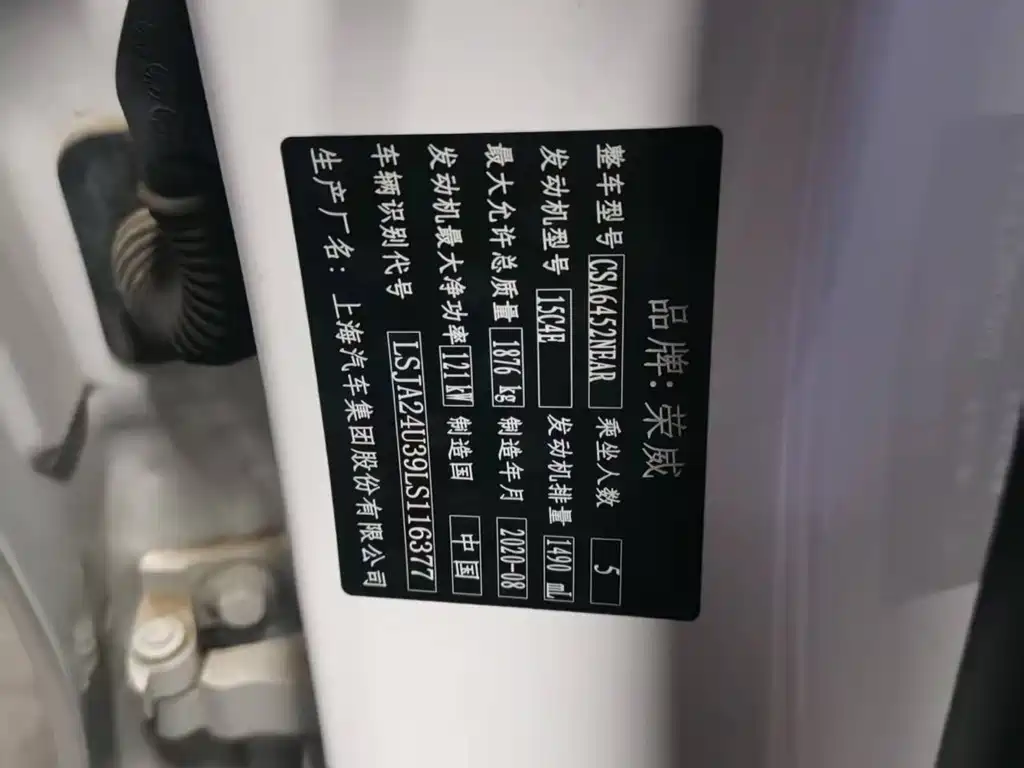 品牌:荣威
整车型号 CSA6452NEAR 乘坐人数 5
发动机型号 15C4E 发动机排量 1490 mL
最大允许总质量 1876 kg 制造年月 2020-08
发动机最大净功率 121 kW 制造国 中国
车辆识别代号 LSJA24U39LS116377
生产厂名:上海汽车集团股份有限公司